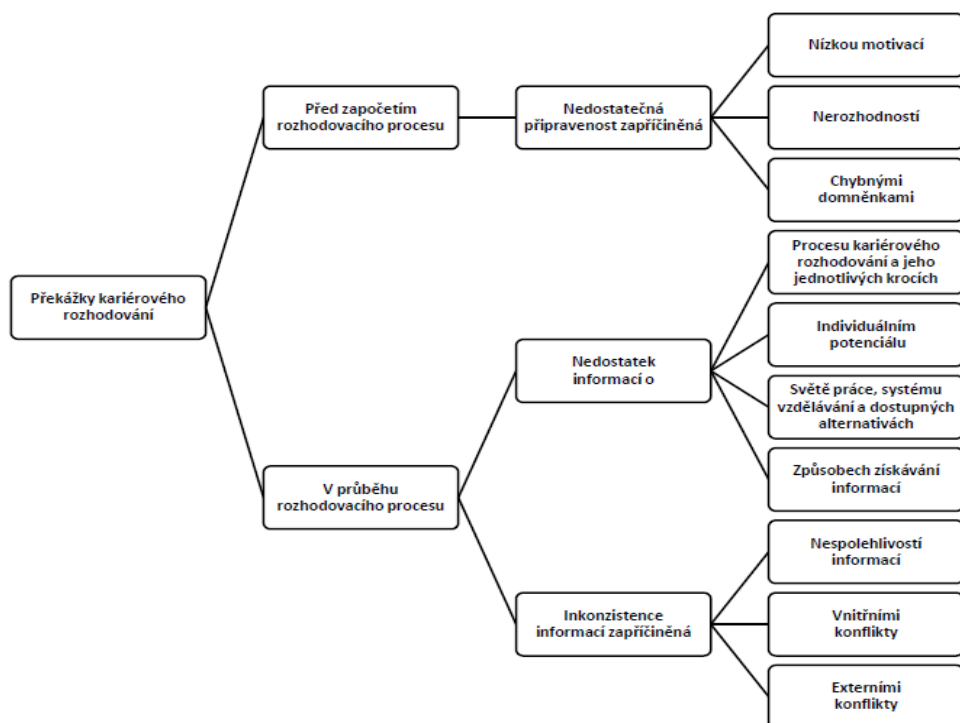 Překážky kariérového
rozhodování
Před započetím
rozhodovacího procesu
Nedostatečná
připravenost zapříčiněná
Nízkou motivací
Nerozhodností
Chybnými
domněnkami
V průběhu
rozhodovacího procesu
Nedostatek
informací o
Procesu kariérového
rozhodování a jeho
jednotlivých krocích
Individuálním
potenciálu
Světě práce, systému
vzdělávání a dostupných
alternativách
Způsobech získávání
informací
Inkonzistence
informací zapříčiněná
Nespolehlivostí
informací
Vnitřními
konflikty
Externími
konflikty